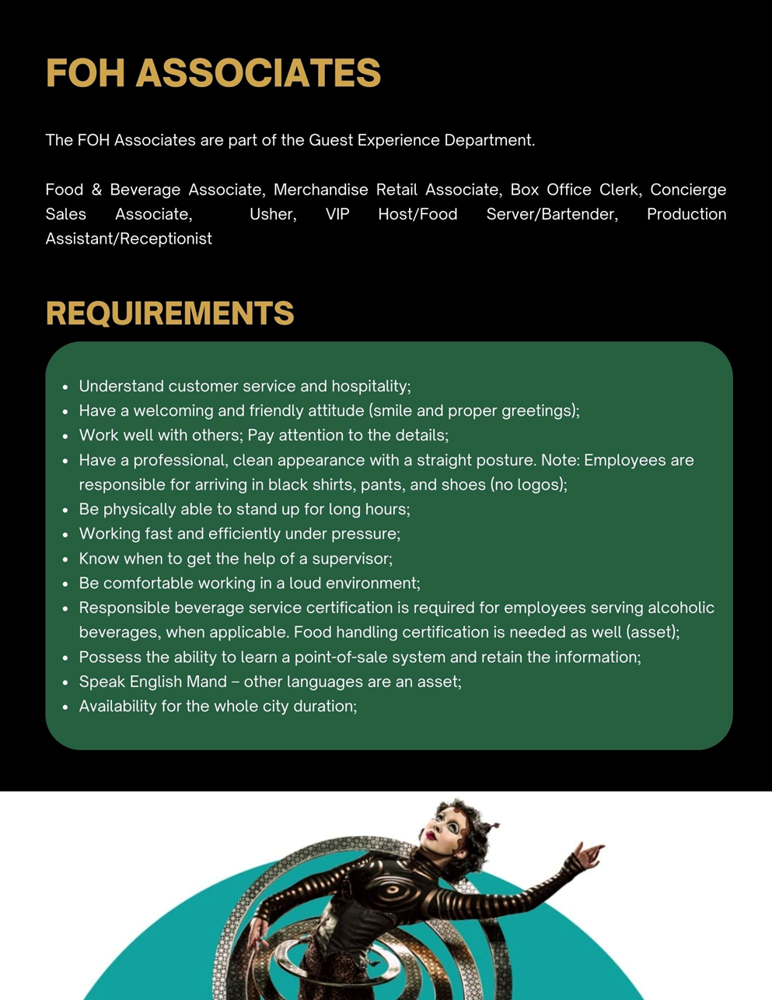 FOH ASSOCIATES
The FOH Associates are part of the Guest Experience Department.
Food & Beverage Associate, Merchandise Retail Associate, Box Office Clerk, Concierge
Sales Associate, Usher, VIP Host/Food Server/Bartender, Production
Assistant/Receptionist
REQUIREMENTS
• Understand customer service and hospitality;
• Have a welcoming and friendly attitude (smile and proper greetings);
• Work well with others; Pay attention to the details;
• Have a professional, clean appearance with a straight posture. Note: Employees are
responsible for arriving in black shirts, pants, and shoes (no logos);
• Be physically able to stand up for long hours;
• Working fast and efficiently under pressure;
• Know when to get the help of a supervisor;
• Be comfortable working in a loud environment;
• Responsible beverage service certification is required for employees serving alcoholic
beverages, when applicable. Food handling certification is needed as well (asset);
• Possess the ability to learn a point-of-sale system and retain the information;
• Speak English Mand – other languages are an asset;
• Availability for the whole city duration;